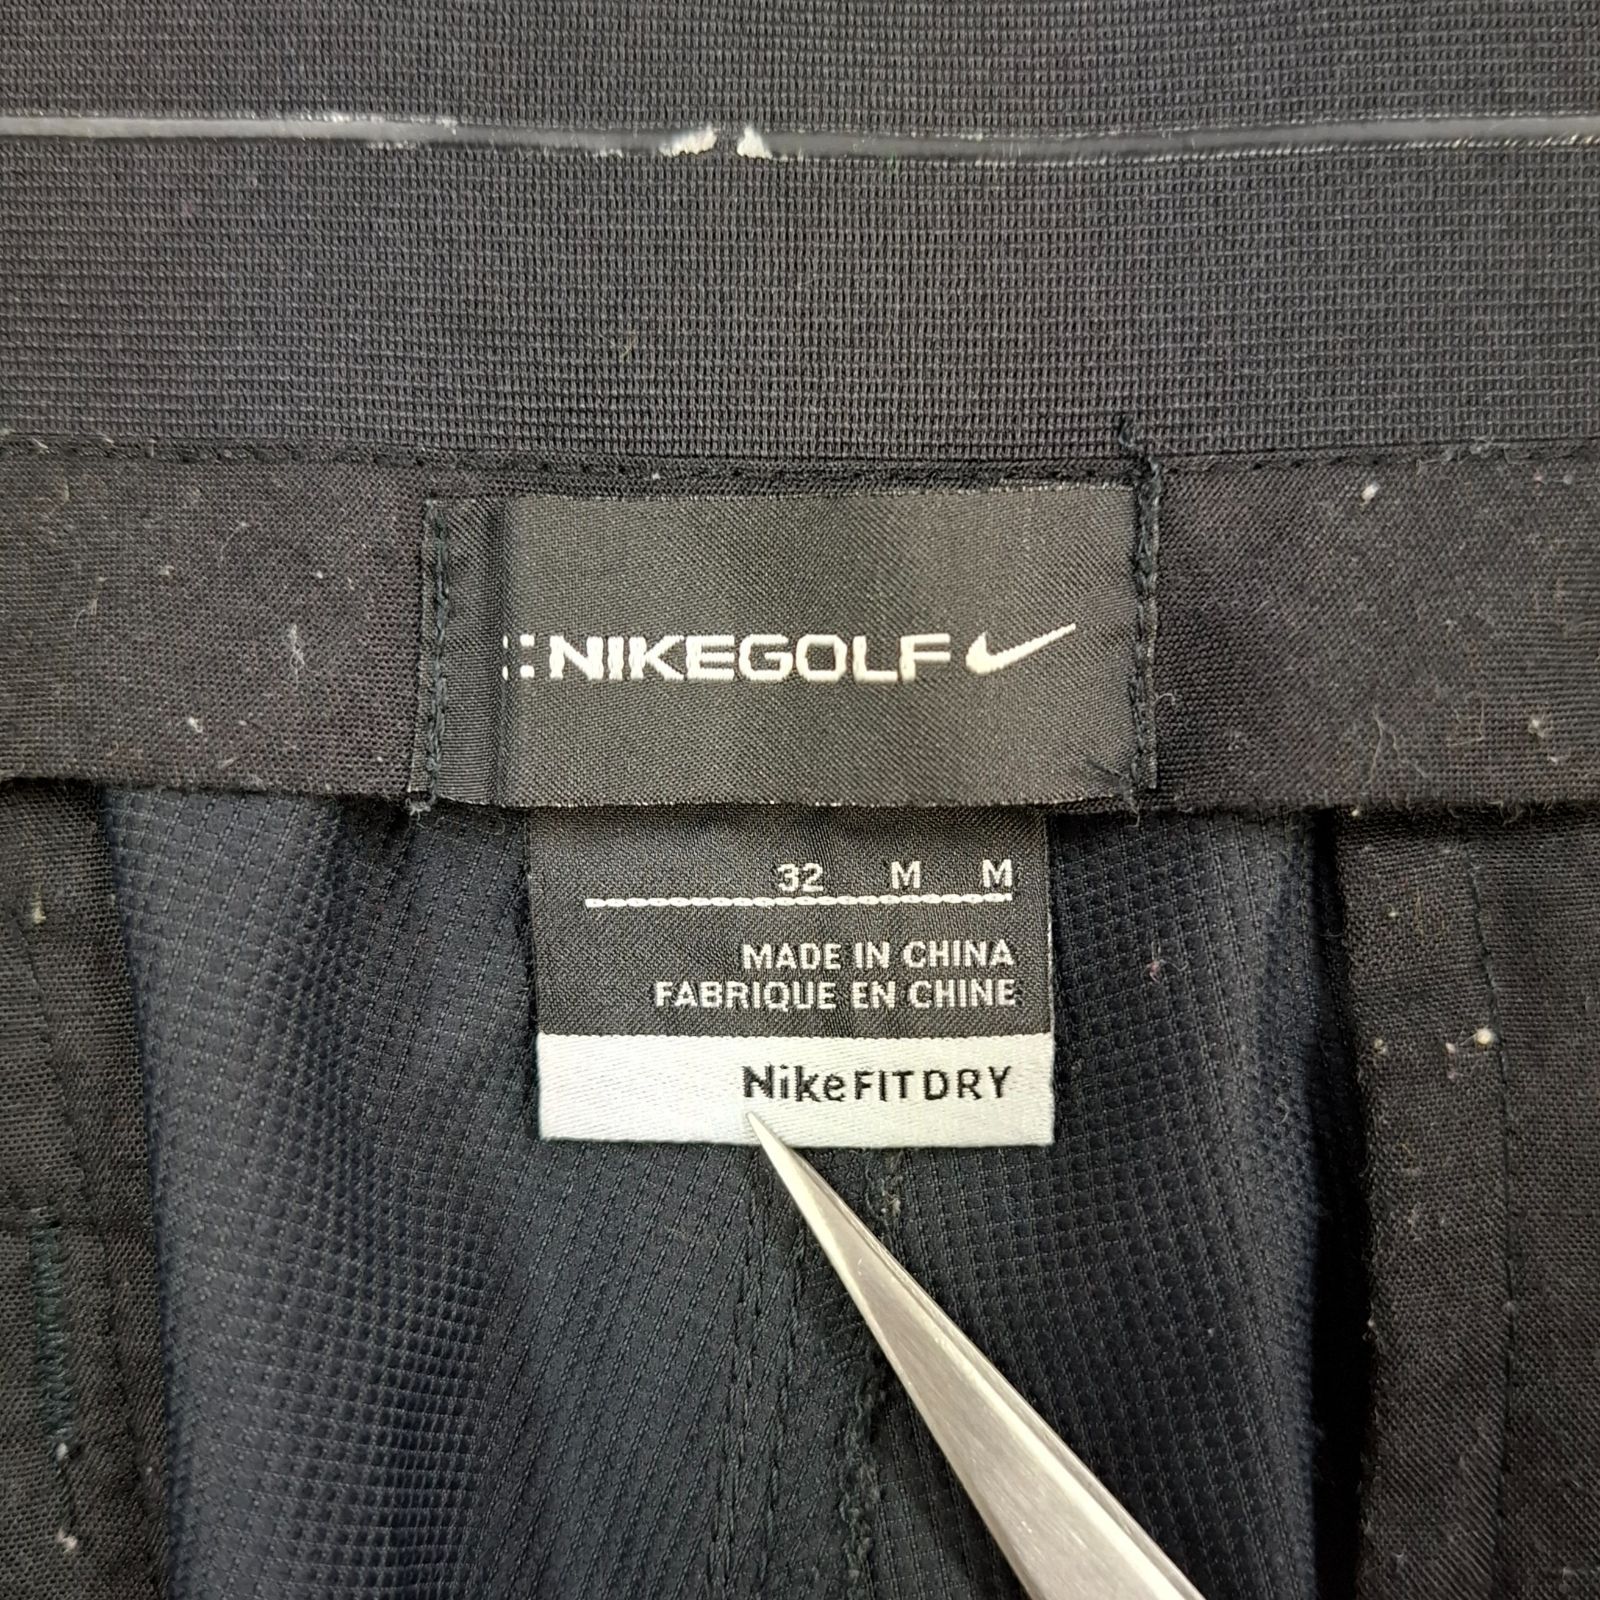 NIKEGOLF
32 M M
MADE IN CHINA
FABRIQUE EN CHINE
NikeFITDRY